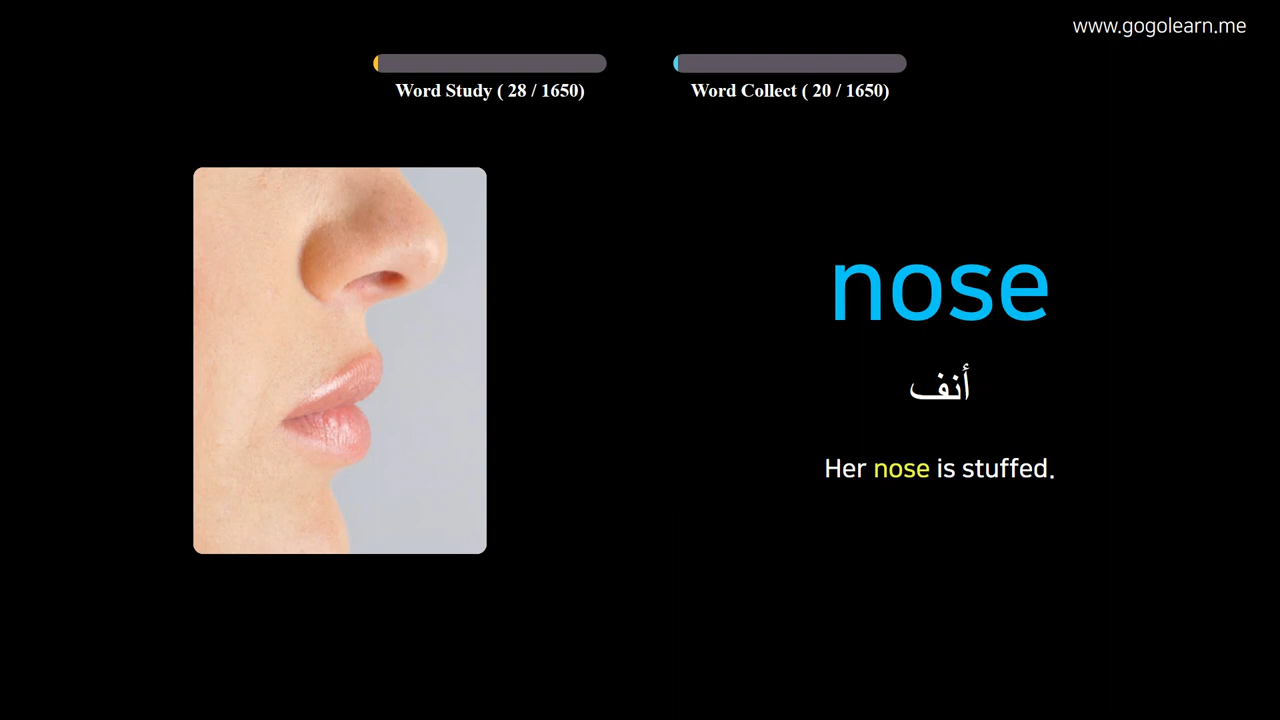 www.gogolearn.me
Word Study ( 28 / 1650)
Word Collect ( 20 / 1650)
nose
أنف
Her nose is stuffed.